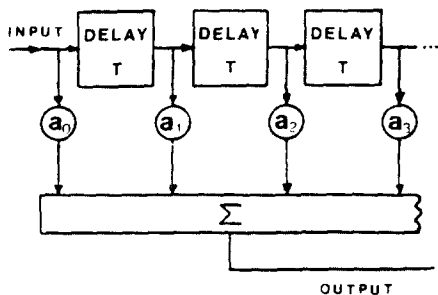 INPUT
DELAY
T
DELAY
T
DELAY
T
...
a₀
a₁
a₂
a₃
Σ
OUTPUT